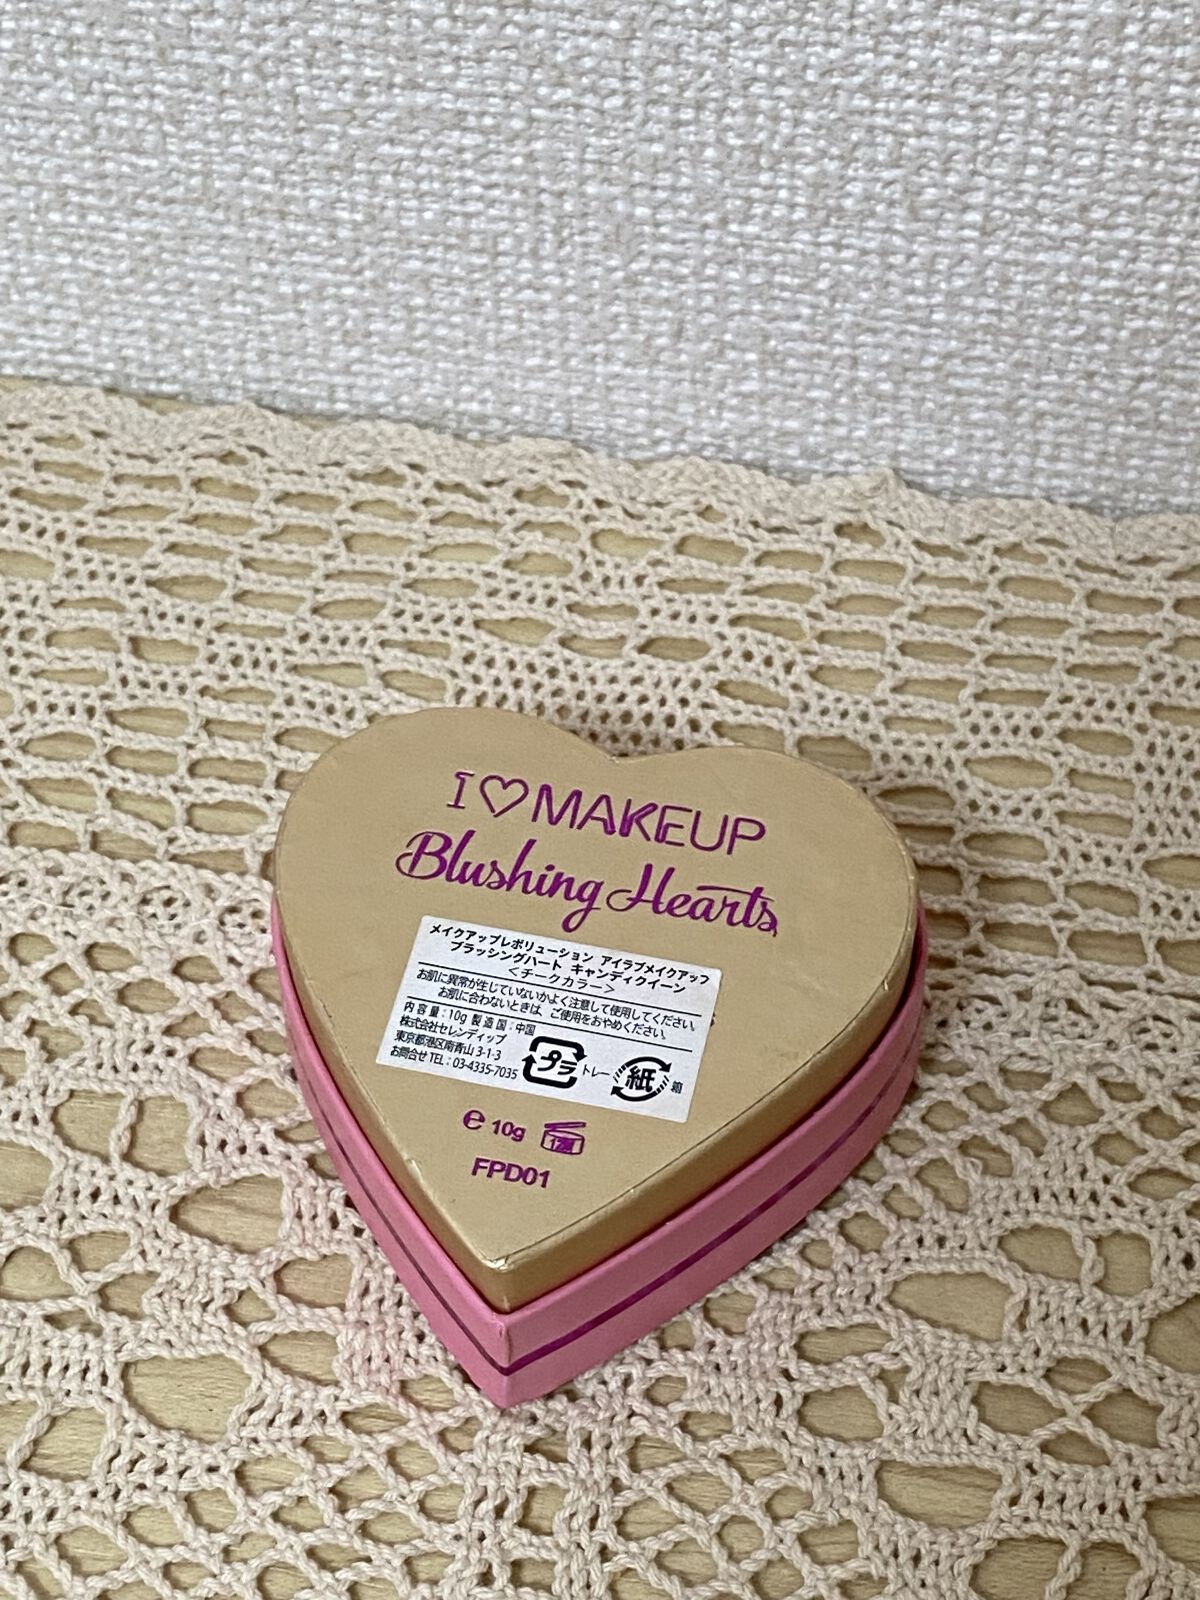 I♡MAKEUP
Blushing Hearts
メイクアップレボリューション アイラブメイクアップ
ブラッシングハート キャンディクイーン
＜チークカラー＞
お肌に異常が生じていないかよく注意して使用してください。
お肌に合わないときは、ご使用をおやめください。
内容量：10g 製造国：中国
株式会社セレンディップ
東京都港区南青山 3-1-3
お問合せ TEL：03-4335-7035
プラ トレー 紙 箱
℮ 10g 12M
FPD01